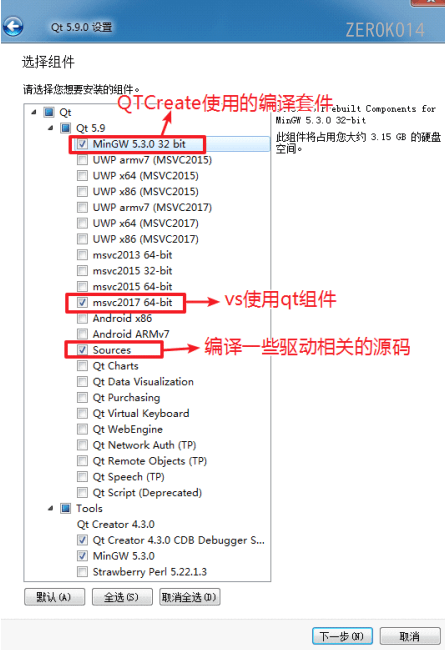 Qt 5.9.0 设置
ZEROK014
选择组件
请选择您想要安装的组件。
QTCreate使用的编译套件
Qt
Qt 5.9
MinGW 5.3.0 32 bit
UWP armv7 (MSVC2015)
UWP x64 (MSVC2015)
UWP x86 (MSVC2015)
UWP armv7 (MSVC2017)
UWP x64 (MSVC2017)
UWP x86 (MSVC2017)
msvc2013 64-bit
msvc2015 32-bit
msvc2015 64-bit
msvc2017 64-bit
vs使用qt组件
Android x86
Android ARMv7
Sources
编译一些驱动相关的源码
Qt Charts
Qt Data Visualization
Qt Purchasing
Qt Virtual Keyboard
Qt WebEngine
Qt Network Auth (TP)
Qt Remote Objects (TP)
Qt Speech (TP)
Qt Script (Deprecated)
Tools
Qt Creator 4.3.0
Qt Creator 4.3.0 CDB Debugger S...
MinGW 5.3.0
Strawberry Perl 5.22.1.3
Components for
MinGW 5.3.0 32-bit
此组件将占用您大约 3.15 GB 的硬盘
空间。
默认(A)
全选(S)
取消全选(D)
下一步(N)
取消